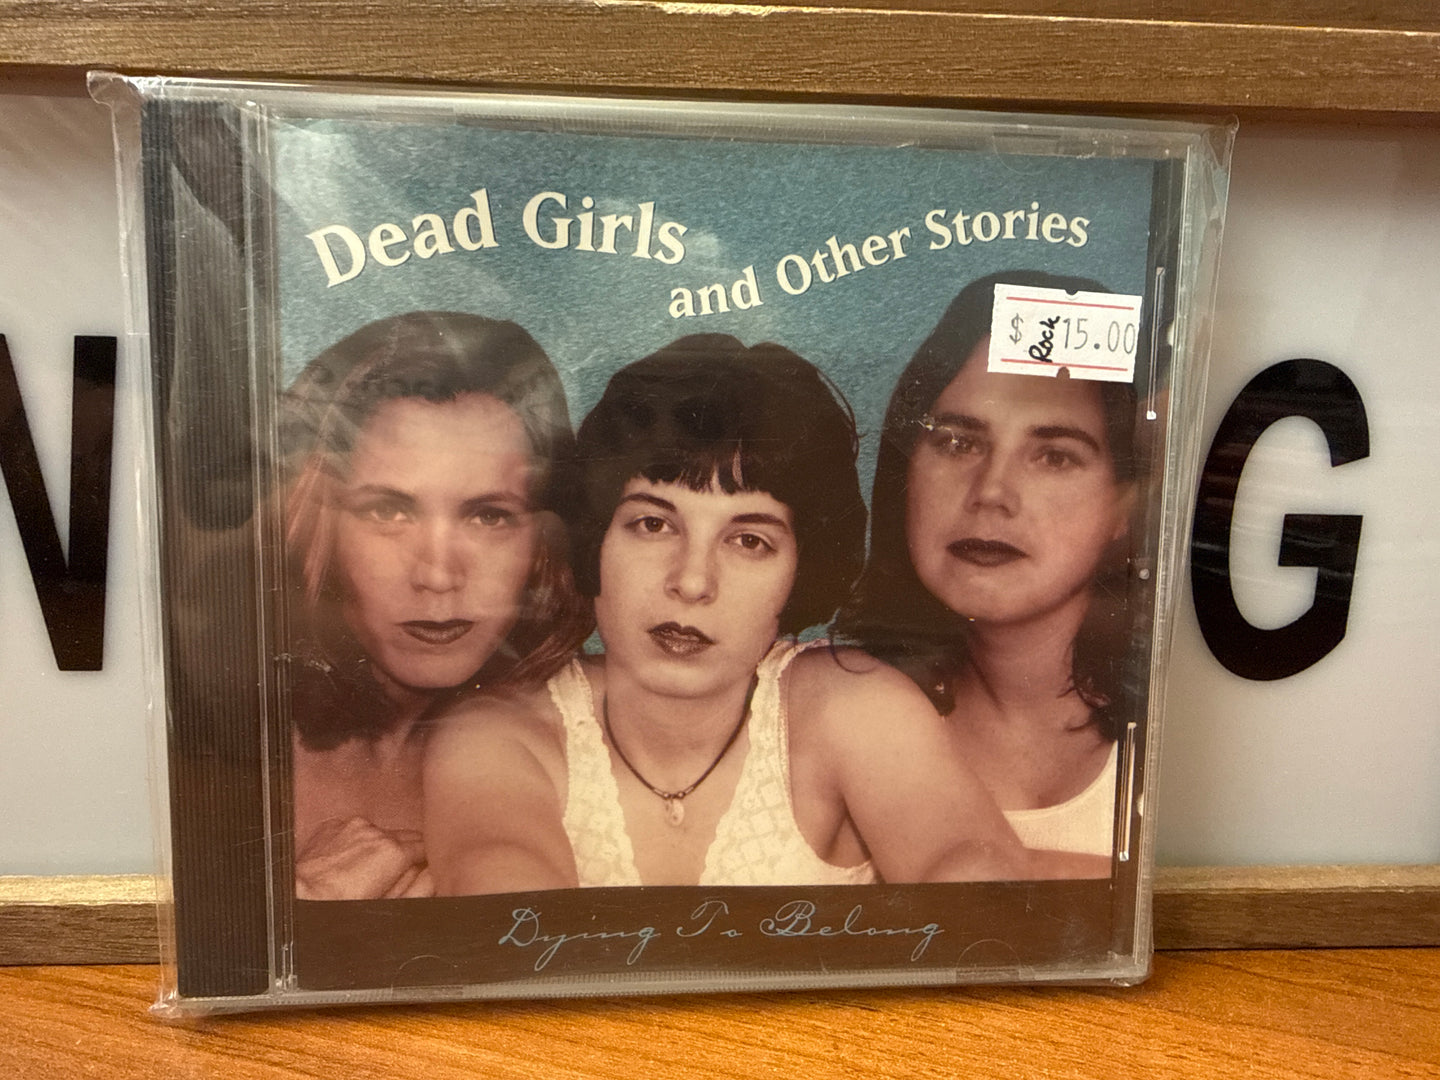 Dead Girls
and Other Stories
$ Rock 15.00
N G
Dying To Belong